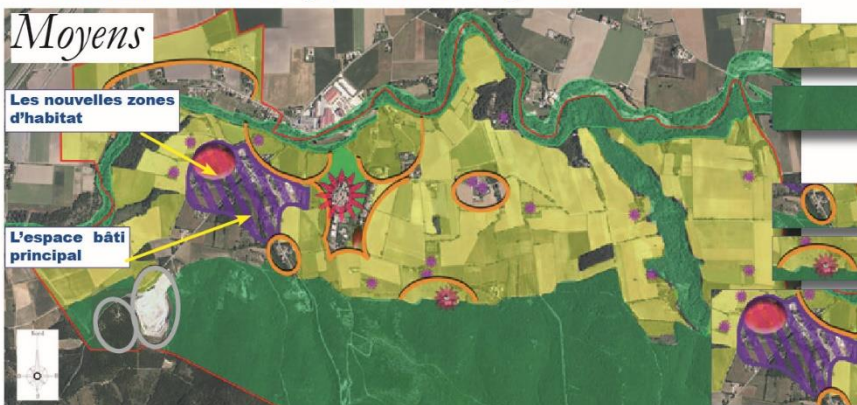 Moyens
Les nouvelles zones
d'habitat
L'espace bâti
principal
Nord